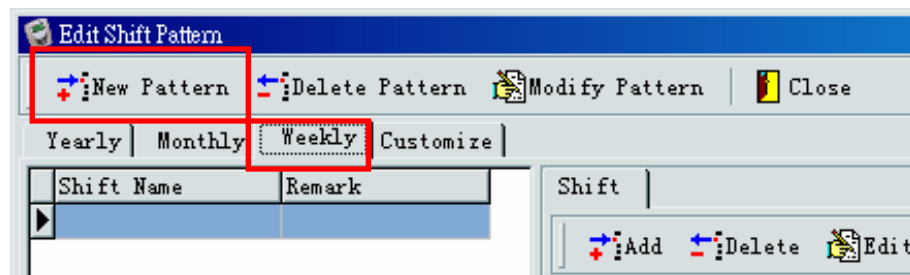 Edit Shift Pattern
New Pattern Delete Pattern Modify Pattern Close
Yearly Monthly Weekly Customize
Shift Name Remark Shift
Add Delete Edit